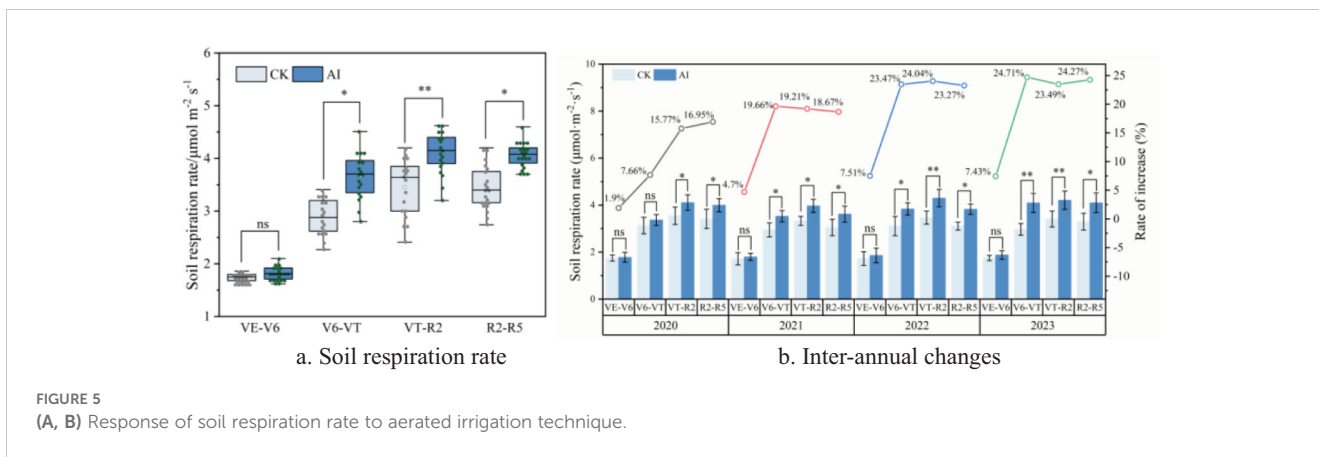 6
5
4
3
2
1
Soil respiration rate/μmol m⁻² s⁻¹
CK AI
ns
*
**
*
VE-V6 V6-VT VT-R2 R2-R5
a. Soil respiration rate
10
8
6
4
2
0
Soil respiration rate (μmol·m⁻²·s⁻¹)
CK AI
1.9% 7.66% 15.77% 16.95%
4.7% 19.66% 19.21% 18.67%
7.51% 23.47% 24.04% 23.27%
7.43% 24.71% 23.49% 24.27%
ns ns * *
ns * * *
ns * ** *
ns ** ** *
25
20
15
10
5
0
-5
-10
Rate of increase (%)
VE-V6 V6-VT VT-R2 R2-R5 VE-V6 V6-VT VT-R2 R2-R5 VE-V6 V6-VT VT-R2 R2-R5 VE-V6 V6-VT VT-R2 R2-R5
2020 2021 2022 2023
b. Inter-annual changes
FIGURE 5
(A, B) Response of soil respiration rate to aerated irrigation technique.